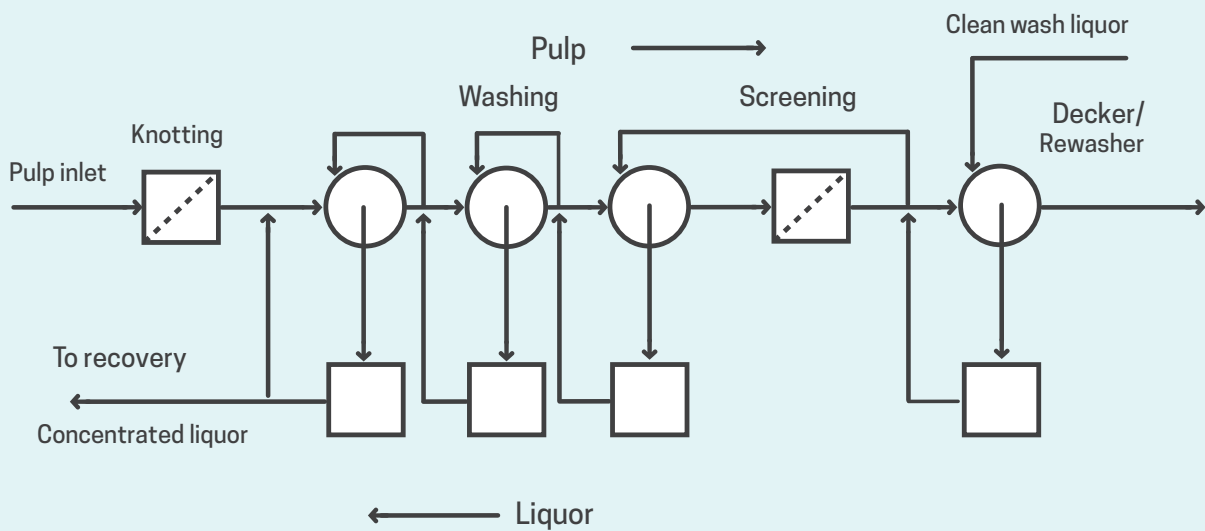 Clean wash liquor
Pulp
Washing
Screening
Decker/
Rewasher
Knotting
Pulp inlet
To recovery
Concentrated liquor
Liquor